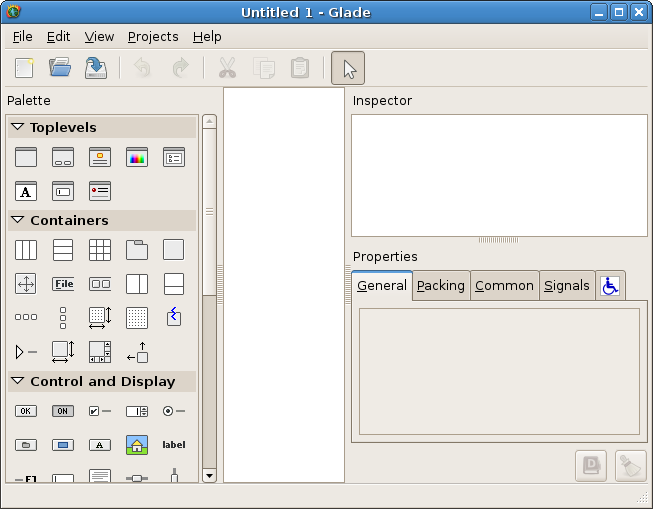 Untitled 1 - Glade
File Edit View Projects Help
Palette
Toplevels
A
Containers
File
Control and Display
OK ON
A label
Inspector
Properties
General Packing Common Signals